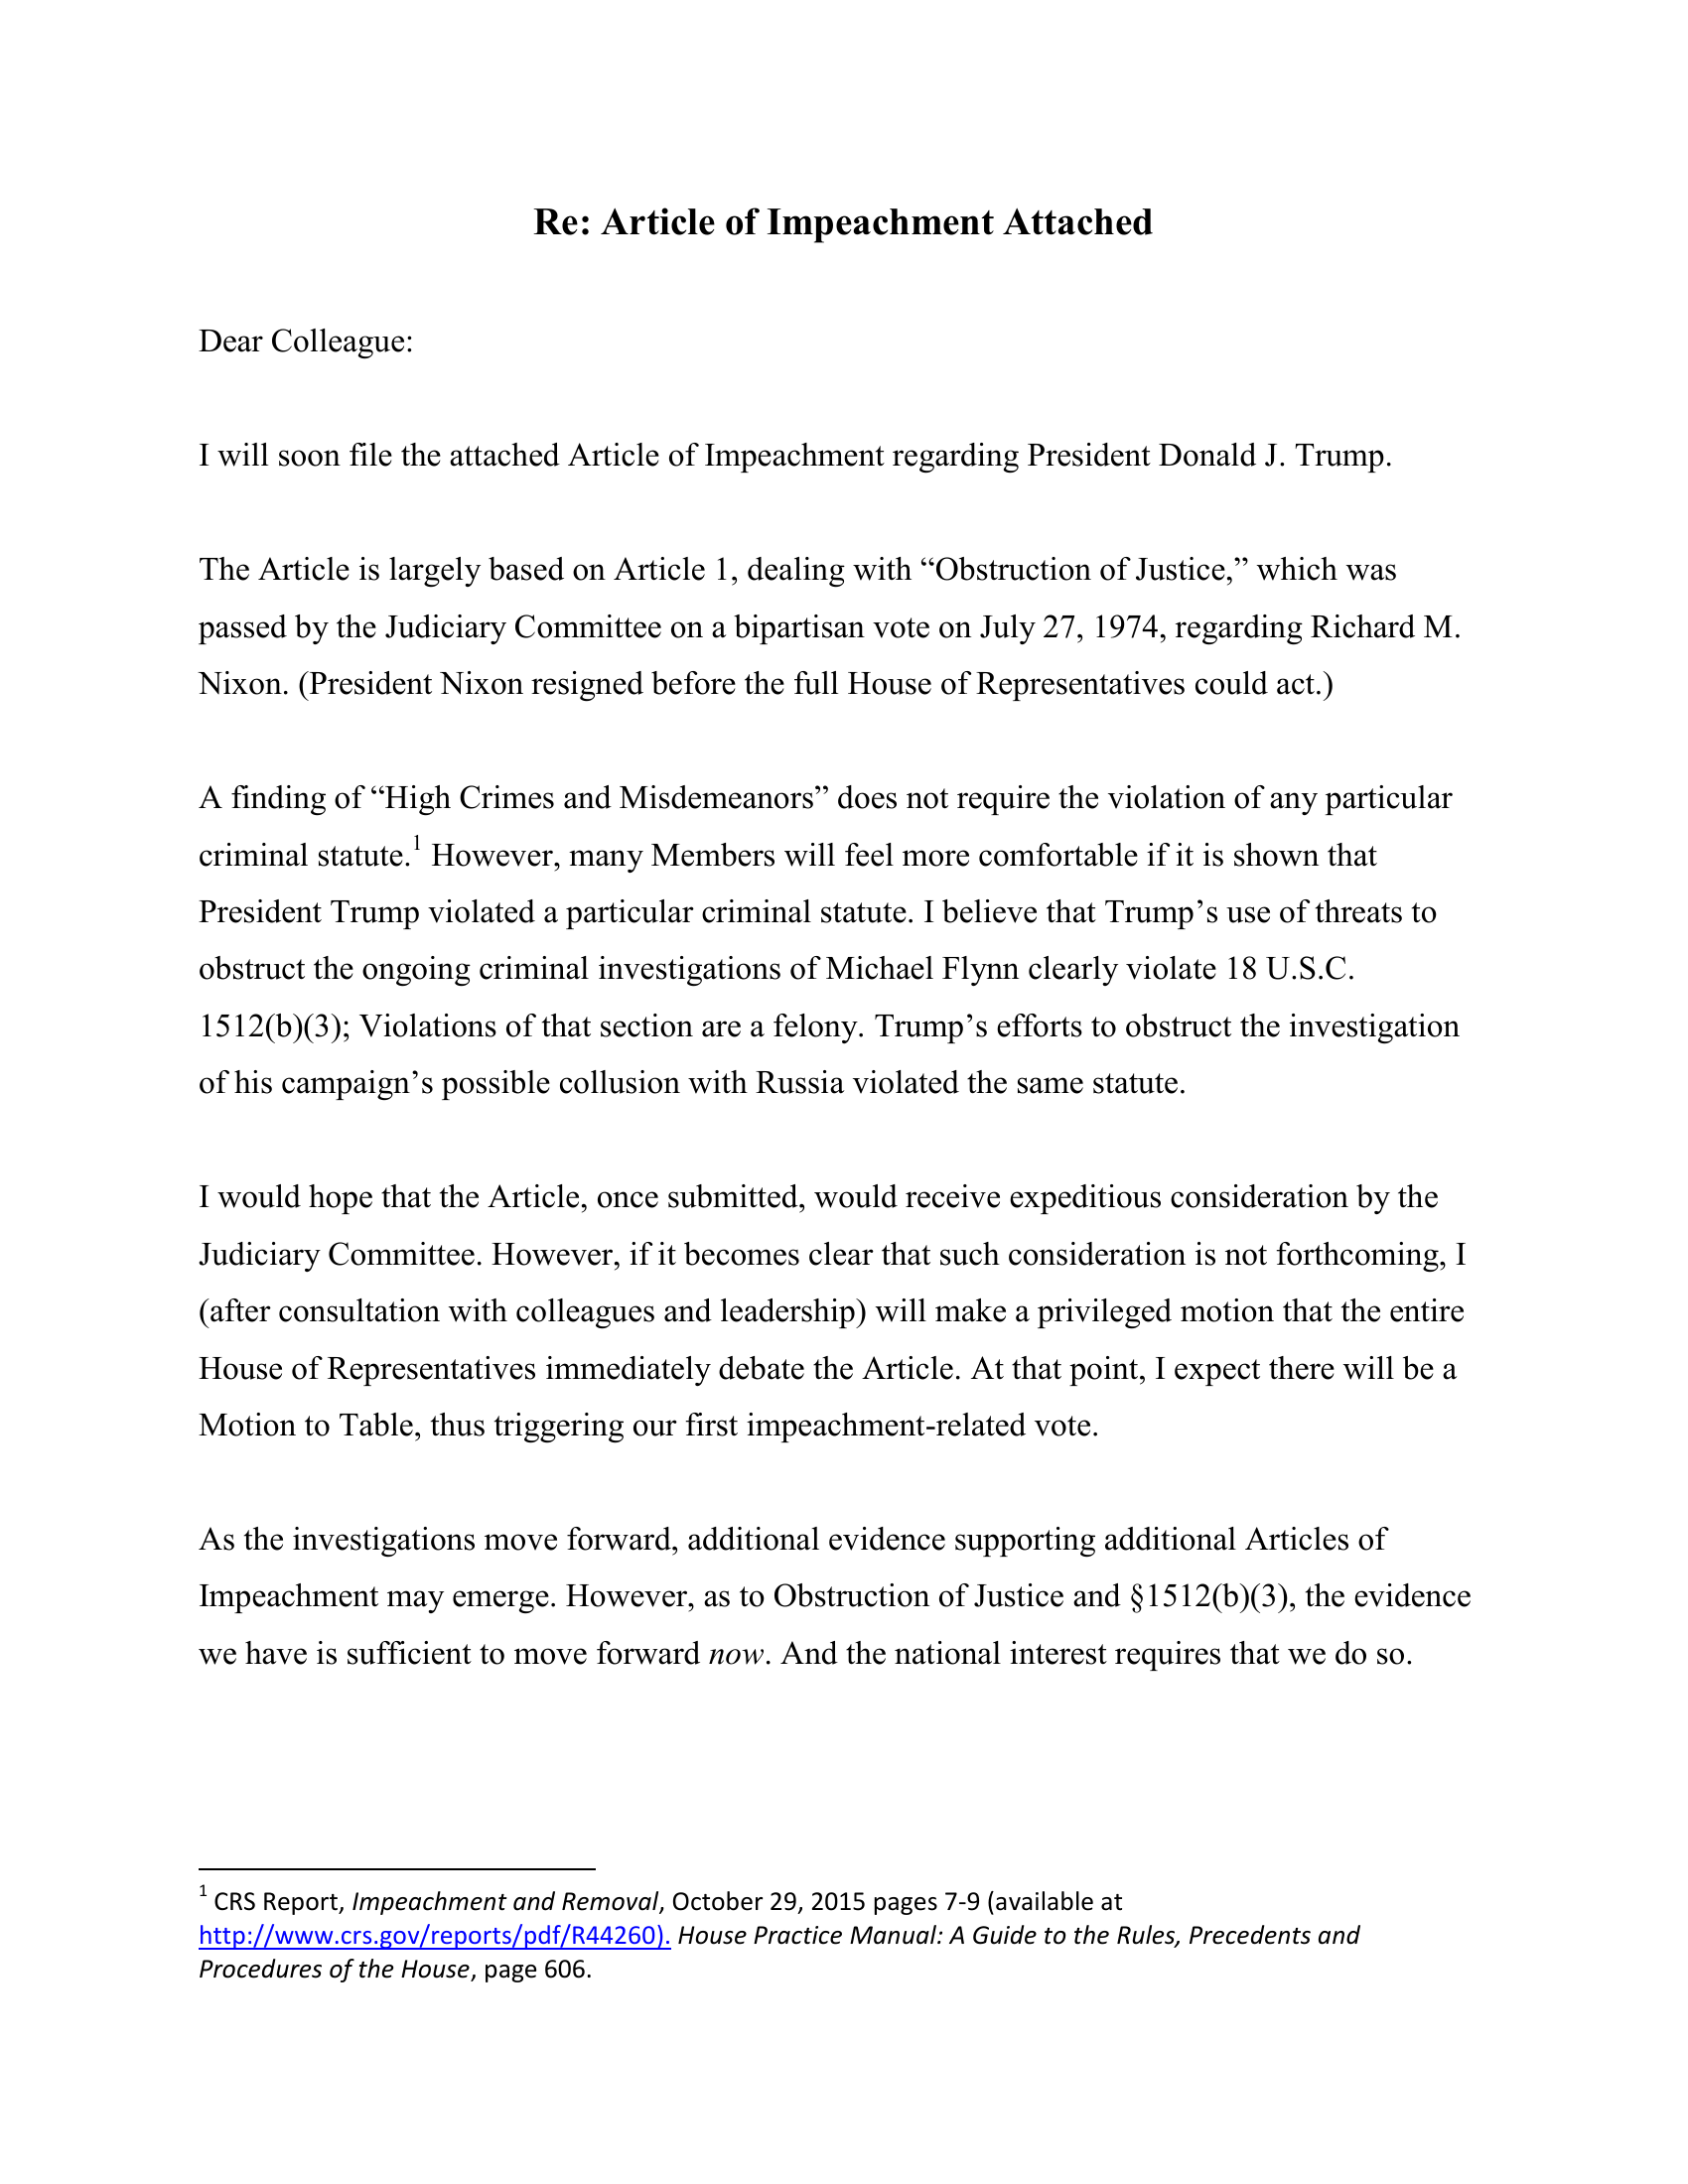 Re: Article of Impeachment Attached
Dear Colleague:
I will soon file the attached Article of Impeachment regarding President Donald J. Trump.
The Article is largely based on Article 1, dealing with “Obstruction of Justice,” which was
passed by the Judiciary Committee on a bipartisan vote on July 27, 1974, regarding Richard M.
Nixon. (President Nixon resigned before the full House of Representatives could act.)
A finding of “High Crimes and Misdemeanors” does not require the violation of any particular
criminal statute.1 However, many Members will feel more comfortable if it is shown that
President Trump violated a particular criminal statute. I believe that Trump’s use of threats to
obstruct the ongoing criminal investigations of Michael Flynn clearly violate 18 U.S.C.
1512(b)(3); Violations of that section are a felony. Trump’s efforts to obstruct the investigation
of his campaign’s possible collusion with Russia violated the same statute.
I would hope that the Article, once submitted, would receive expeditious consideration by the
Judiciary Committee. However, if it becomes clear that such consideration is not forthcoming, I
(after consultation with colleagues and leadership) will make a privileged motion that the entire
House of Representatives immediately debate the Article. At that point, I expect there will be a
Motion to Table, thus triggering our first impeachment-related vote.
As the investigations move forward, additional evidence supporting additional Articles of
Impeachment may emerge. However, as to Obstruction of Justice and §1512(b)(3), the evidence
we have is sufficient to move forward now. And the national interest requires that we do so.
1 CRS Report, Impeachment and Removal, October 29, 2015 pages 7-9 (available at
http://www.crs.gov/reports/pdf/R44260). House Practice Manual: A Guide to the Rules, Precedents and
Procedures of the House, page 606.